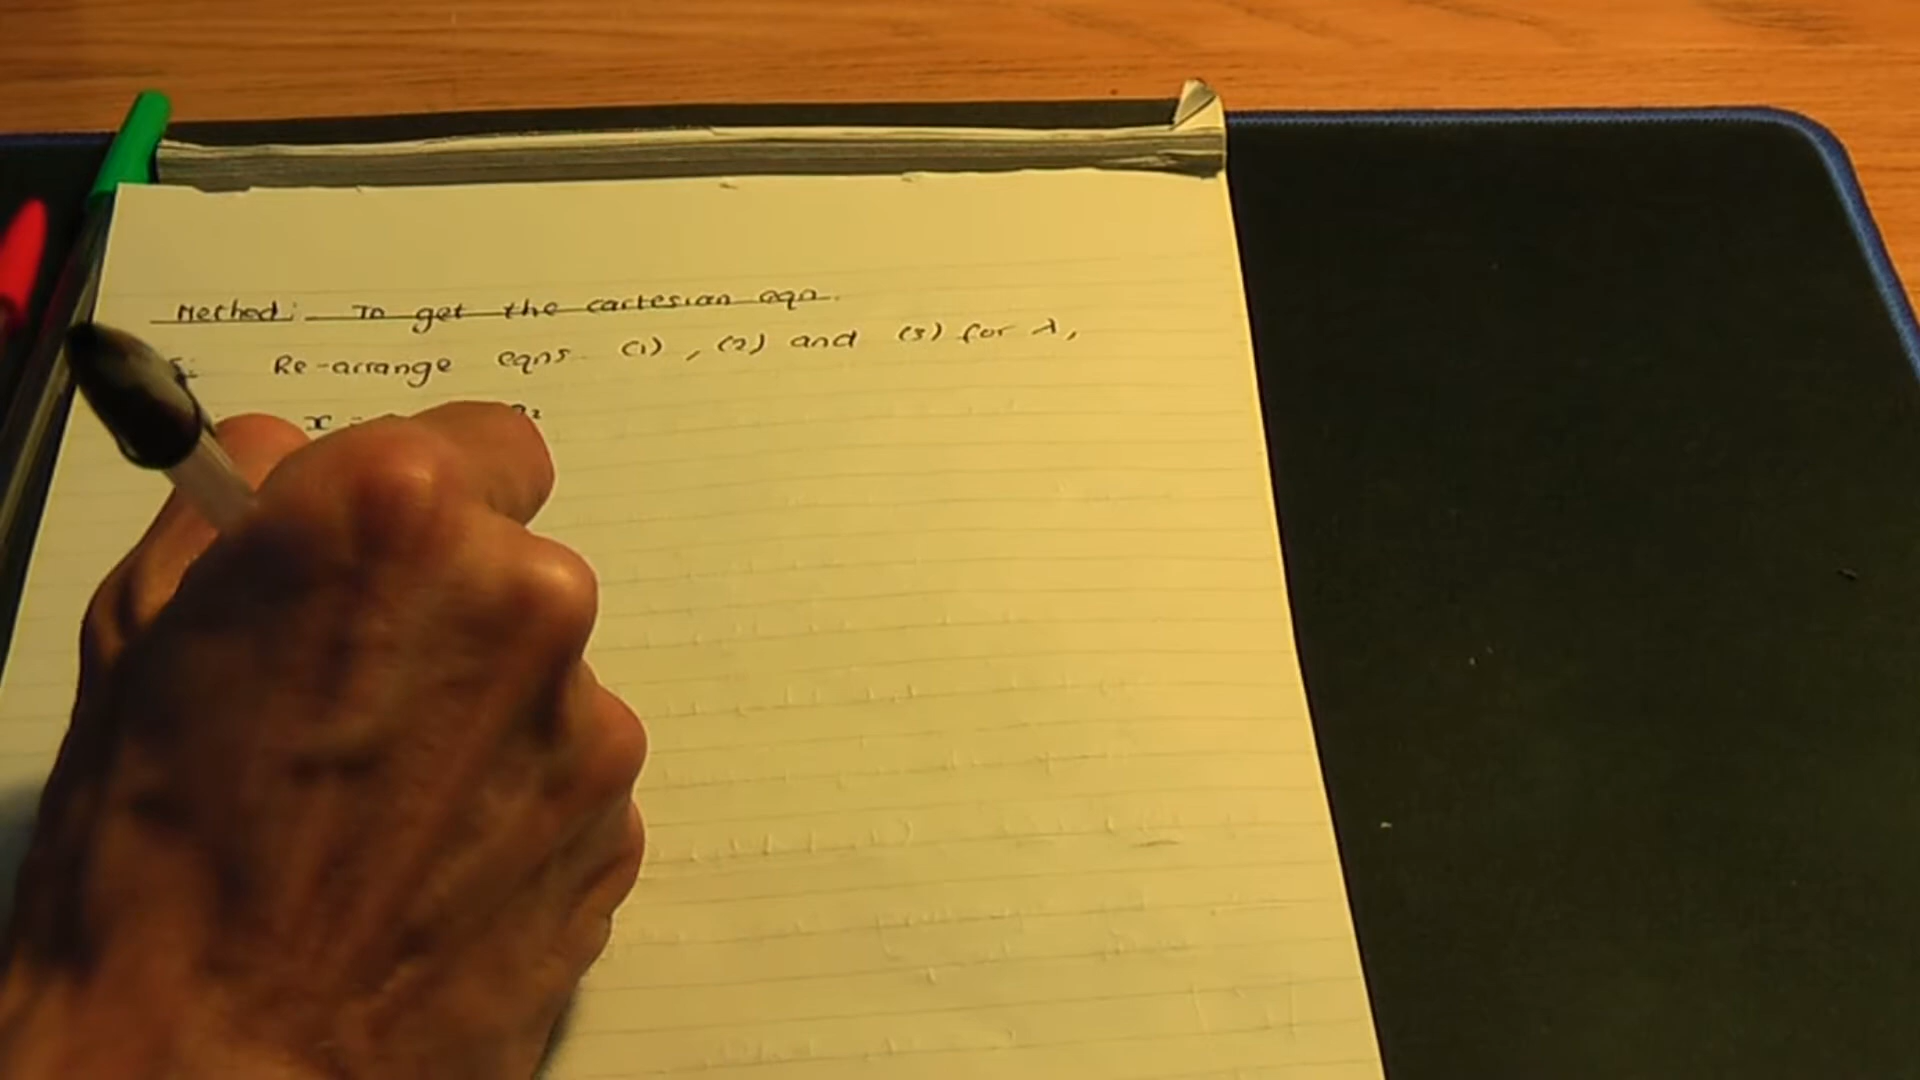 Method: To get the cartesian eqn.
Re-arrange eqns (1), (2) and (3) for λ,
x =